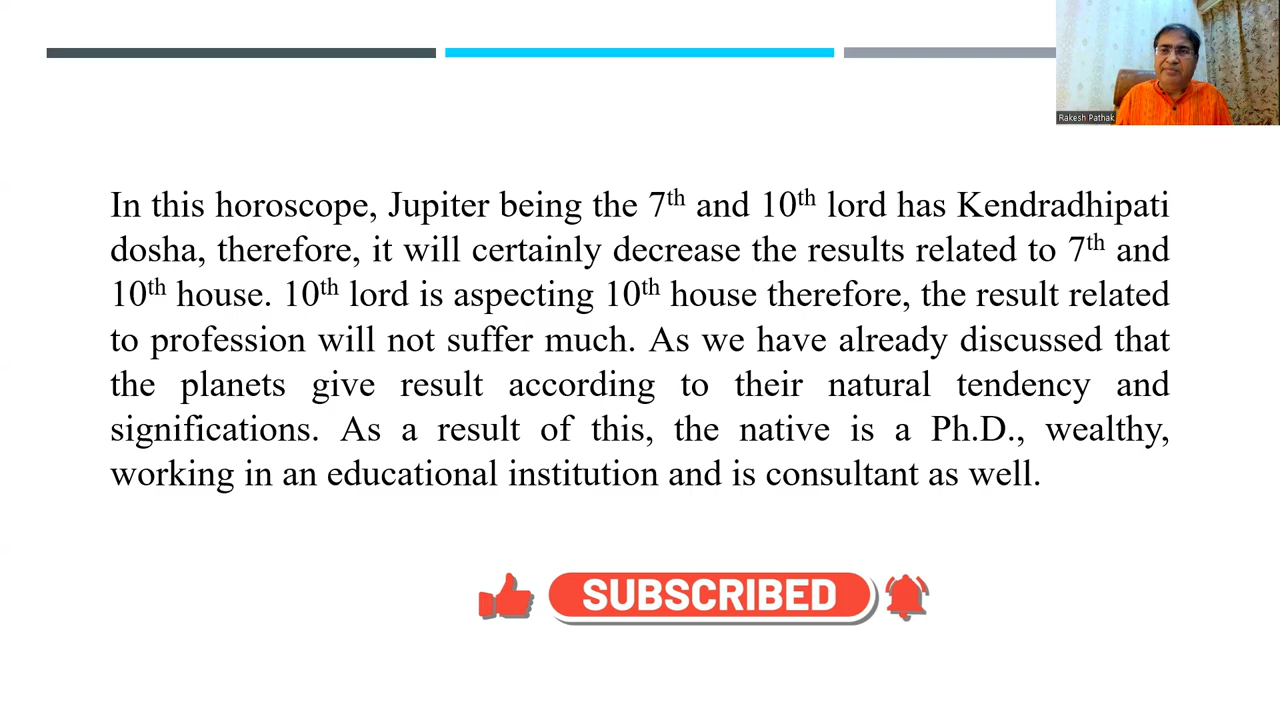 Rakesh Pathak
In this horoscope, Jupiter being the 7th and 10th lord has Kendradhipati
dosha, therefore, it will certainly decrease the results related to 7th and
10th house. 10th lord is aspecting 10th house therefore, the result related
to profession will not suffer much. As we have already discussed that
the planets give result according to their natural tendency and
significations. As a result of this, the native is a Ph.D., wealthy,
working in an educational institution and is consultant as well.
SUBSCRIBED